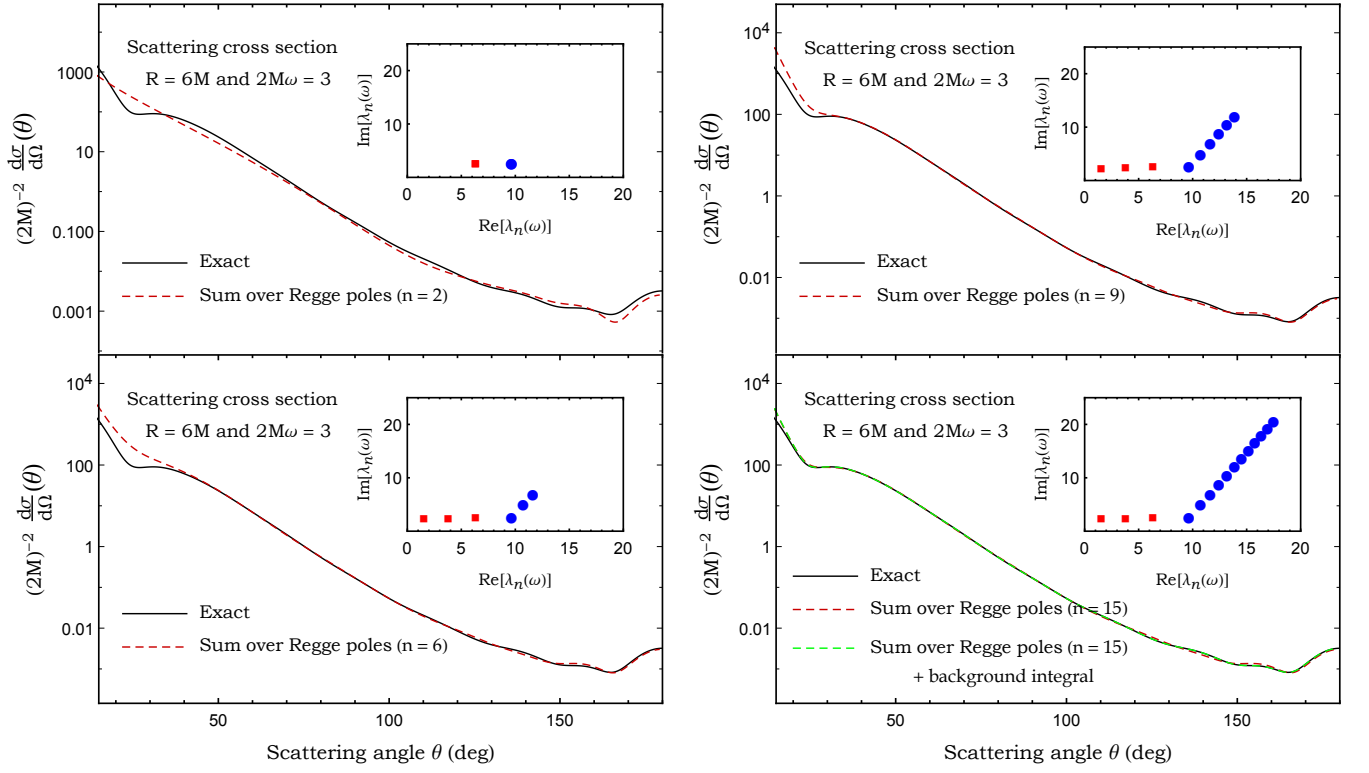 1000
10
0.100
0.001
(2M)⁻² dσ/dΩ (θ)
Scattering cross section
R = 6M and 2Mω = 3
Im[λn(ω)]
20
10
0 5 10 15 20
Re[λn(ω)]
Exact
Sum over Regge poles (n = 2)
10⁴
100
1
0.01
(2M)⁻² dσ/dΩ (θ)
Scattering cross section
R = 6M and 2Mω = 3
Im[λn(ω)]
20
10
0 5 10 15 20
Re[λn(ω)]
Exact
Sum over Regge poles (n = 9)
10⁴
100
1
0.01
(2M)⁻² dσ/dΩ (θ)
Scattering cross section
R = 6M and 2Mω = 3
Im[λn(ω)]
20
10
0 5 10 15 20
Re[λn(ω)]
Exact
Sum over Regge poles (n = 6)
50 100 150
Scattering angle θ (deg)
10⁴
100
1
0.01
(2M)⁻² dσ/dΩ (θ)
Scattering cross section
R = 6M and 2Mω = 3
Im[λn(ω)]
20
10
0 5 10 15 20
Re[λn(ω)]
Exact
Sum over Regge poles (n = 15)
Sum over Regge poles (n = 15)
+ background integral
50 100 150
Scattering angle θ (deg)